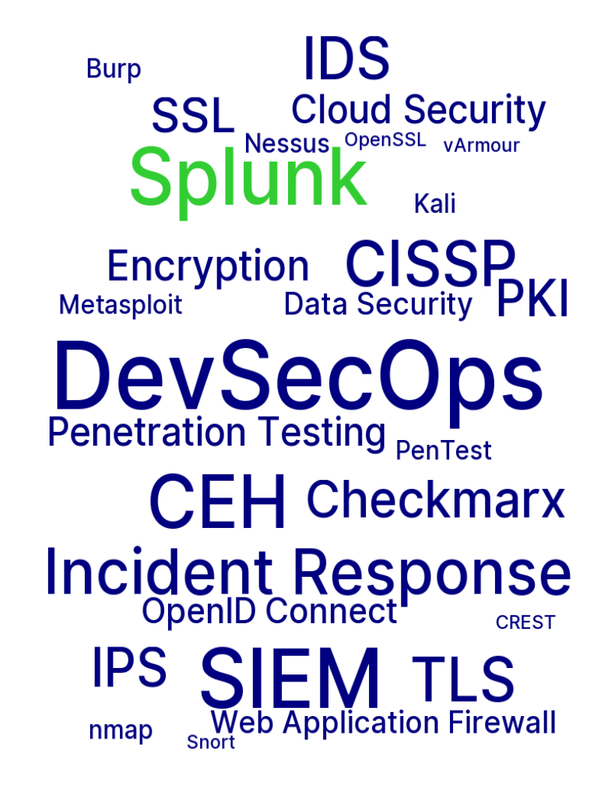 IDS
Burp
Cloud Security
SSL
OpenSSL
Nessus
vArmour
Splunk
Kali
Encryption
CISSP
PKI
Metasploit
Data Security
DevSecOps
Penetration Testing
PenTest
CEH
Checkmarx
Incident Response
OpenID Connect
CREST
IPS
SIEM
TLS
Web Application Firewall
nmap
Snort